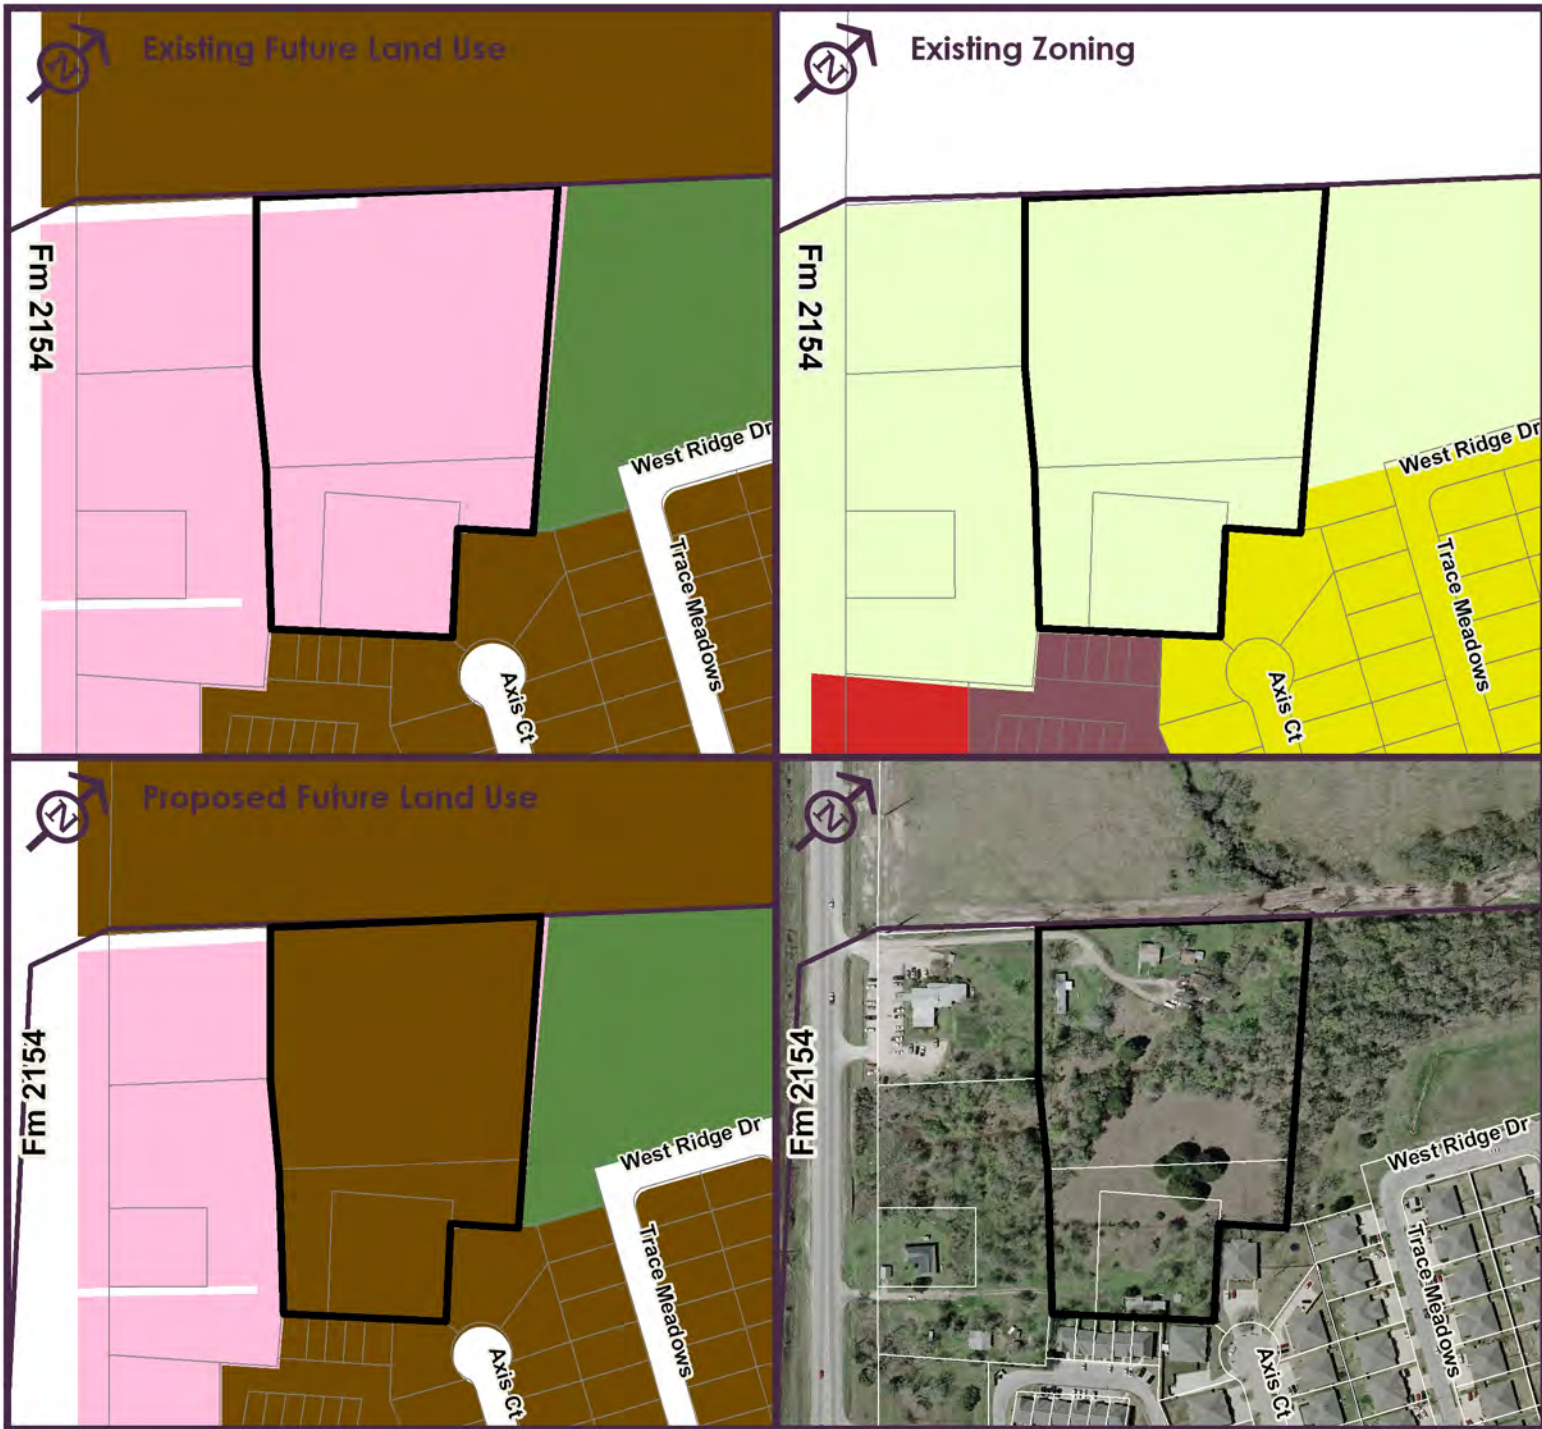 N Existing Future Land Use
Fm 2154
West Ridge Dr
Trace Meadows
Axis Ct
N Existing Zoning
Fm 2154
West Ridge Dr
Trace Meadows
Axis Ct
N Proposed Future Land Use
Fm 2154
West Ridge Dr
Trace Meadows
Axis Ct
N
Fm 2154
West Ridge Dr
Trace Meadows
Axis Ct